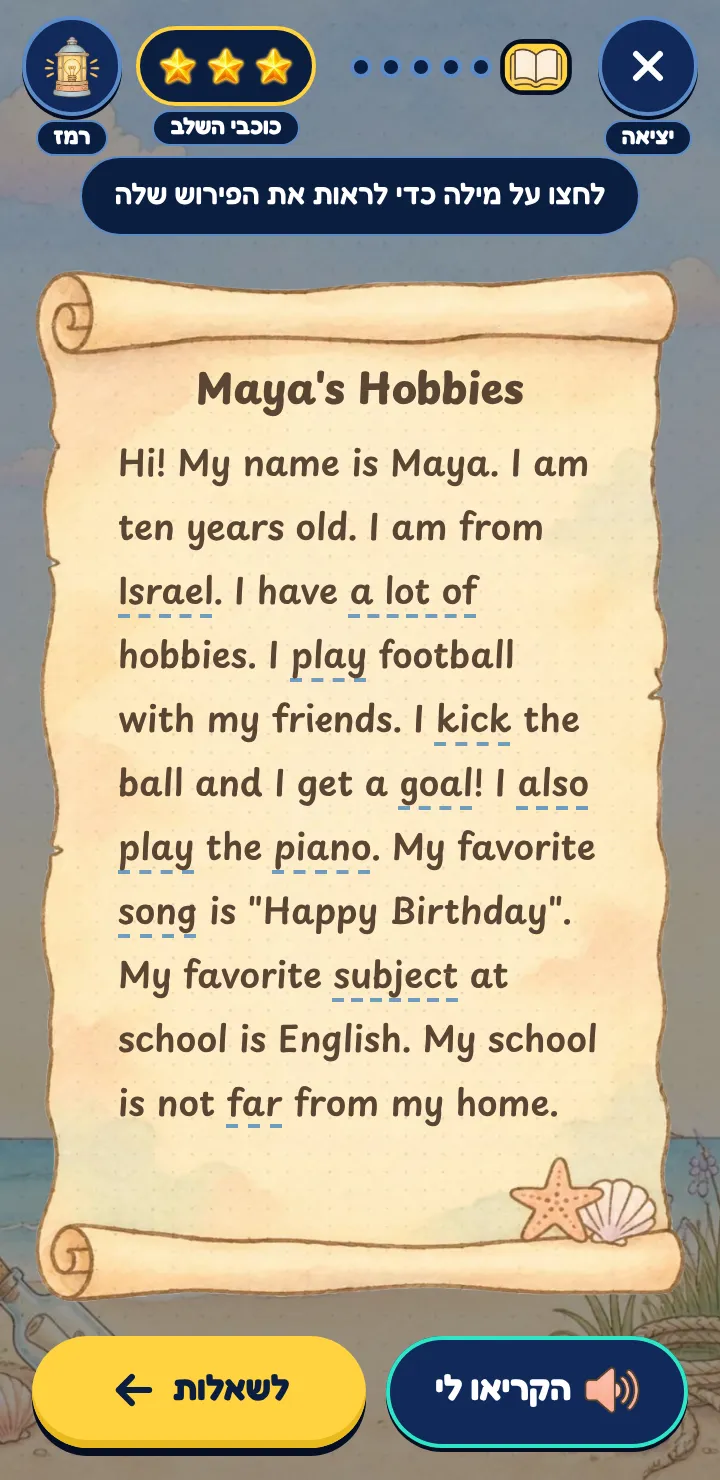 רמז
כוכבי השלב
יציאה
לחצו על מילה כדי לראות את הפירוש שלה
Maya's Hobbies
Hi! My name is Maya. I am
ten years old. I am from
Israel. I have a lot of
hobbies. I play football
with my friends. I kick the
ball and I get a goal! I also
play the piano. My favorite
song is "Happy Birthday".
My favorite subject at
school is English. My school
is not far from my home.
הקריאו לי
לשאלות